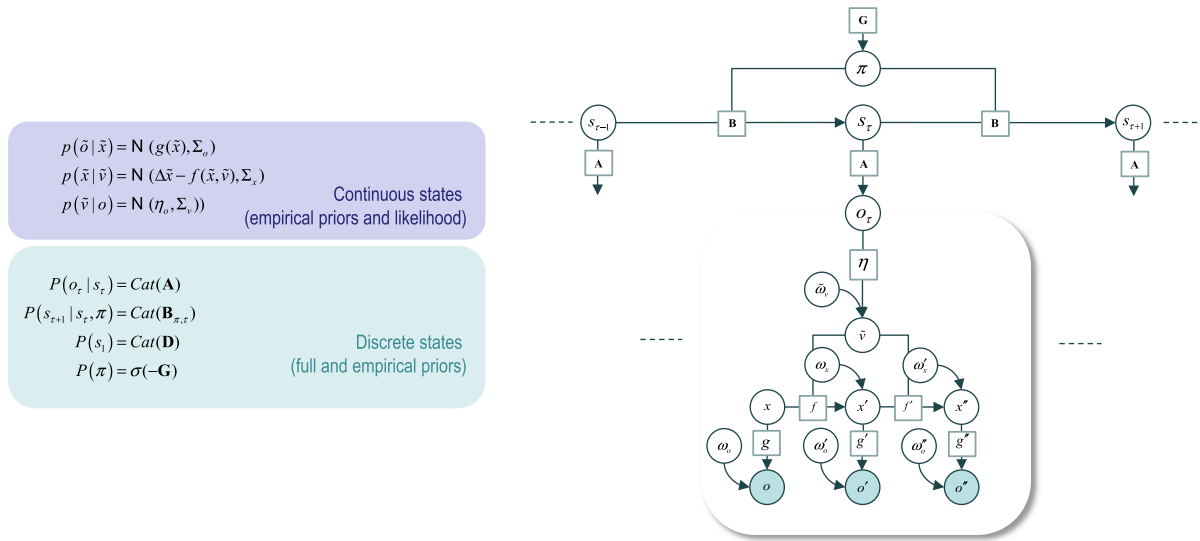 p(õ | x̃) = N (g(x̃), Σ_o)
p(x̃ | ṽ) = N (Δx̃ − f(x̃, ṽ), Σ_x)
p(ṽ | o) = N (η_o, Σ_v))
Continuous states
(empirical priors and likelihood)
P(o_τ | s_τ) = Cat(A)
P(s_τ+1 | s_τ, π) = Cat(B_π,τ)
P(s_1) = Cat(D)
P(π) = σ(−G)
Discrete states
(full and empirical priors)
G
π
s_τ−1 B s_τ B s_τ+1
A A A
o_τ
η
ω̃_v
ṽ
ω_x ω′_x
x f x′ f′ x″
ω_o g ω′_o g′ ω″_o g″
o o′ o″